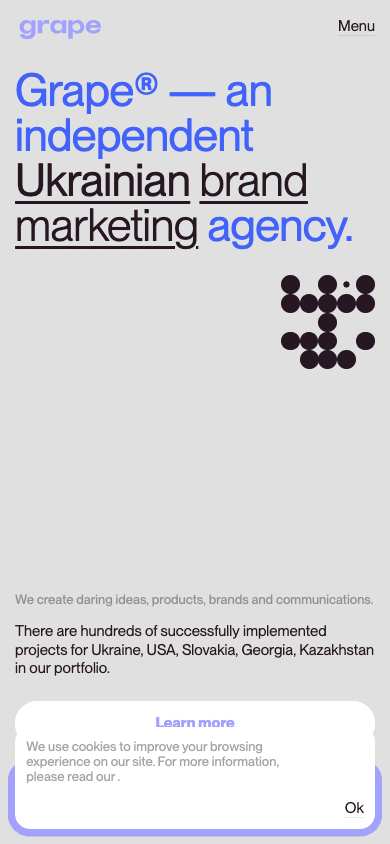 grape
Menu
Grape® — an
independent
Ukrainian brand
marketing agency.
We create daring ideas, products, brands and communications.
There are hundreds of successfully implemented
projects for Ukraine, USA, Slovakia, Georgia, Kazakhstan
in our portfolio.
Learn more
We use cookies to improve your browsing
experience on our site. For more information,
please read our .
Ok